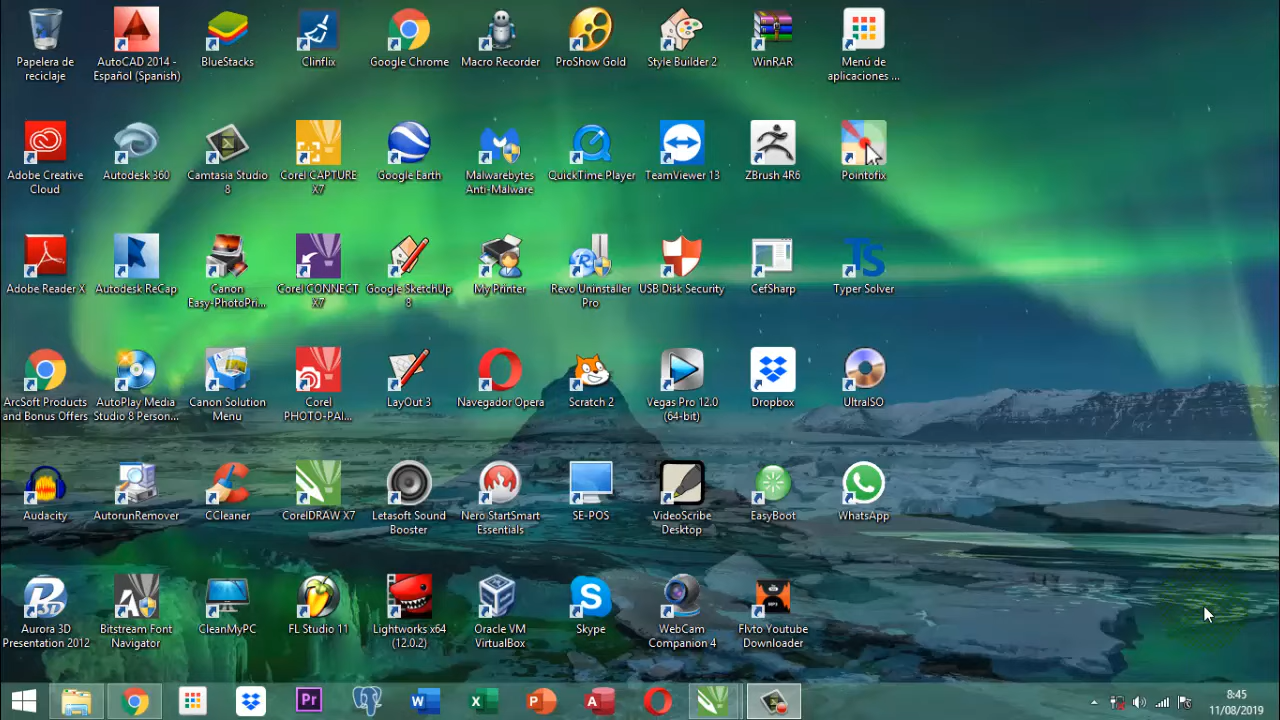 Papelera de
reciclaje
AutoCAD 2014 -
Español (Spanish)
BlueStacks
Clinflix
Google Chrome
Macro Recorder
ProShow Gold
Style Builder 2
WinRAR
Menú de
aplicaciones ...
Adobe Creative
Cloud
Autodesk 360
Camtasia Studio
8
Corel CAPTURE
X7
Google Earth
Malwarebytes
Anti-Malware
QuickTime Player
TeamViewer 13
ZBrush 4R6
Pointofix
Adobe Reader X
Autodesk ReCap
Canon
Easy-PhotoPri...
Corel CONNECT
X7
Google SketchUp
8
My Printer
Revo Uninstaller
Pro
USB Disk Security
CefSharp
TS
Typer Solver
ArcSoft Products
and Bonus Offers
AutoPlay Media
Studio 8 Person...
Canon Solution
Menu
Corel
PHOTO-PAI...
LayOut 3
Navegador Opera
Scratch 2
Vegas Pro 12.0
(64-bit)
Dropbox
UltraISO
Audacity
AutorunRemover
CCleaner
CorelDRAW X7
Letasoft Sound
Booster
Nero StartSmart
Essentials
SE-POS
VideoScribe
Desktop
EasyBoot
WhatsApp
Aurora 3D
Presentation 2012
Bitstream Font
Navigator
CleanMyPC
FL Studio 11
Lightworks x64
(12.0.2)
Oracle VM
VirtualBox
Skype
WebCam
Companion 4
Flvto Youtube
Downloader
Pr
8:45
11/08/2019